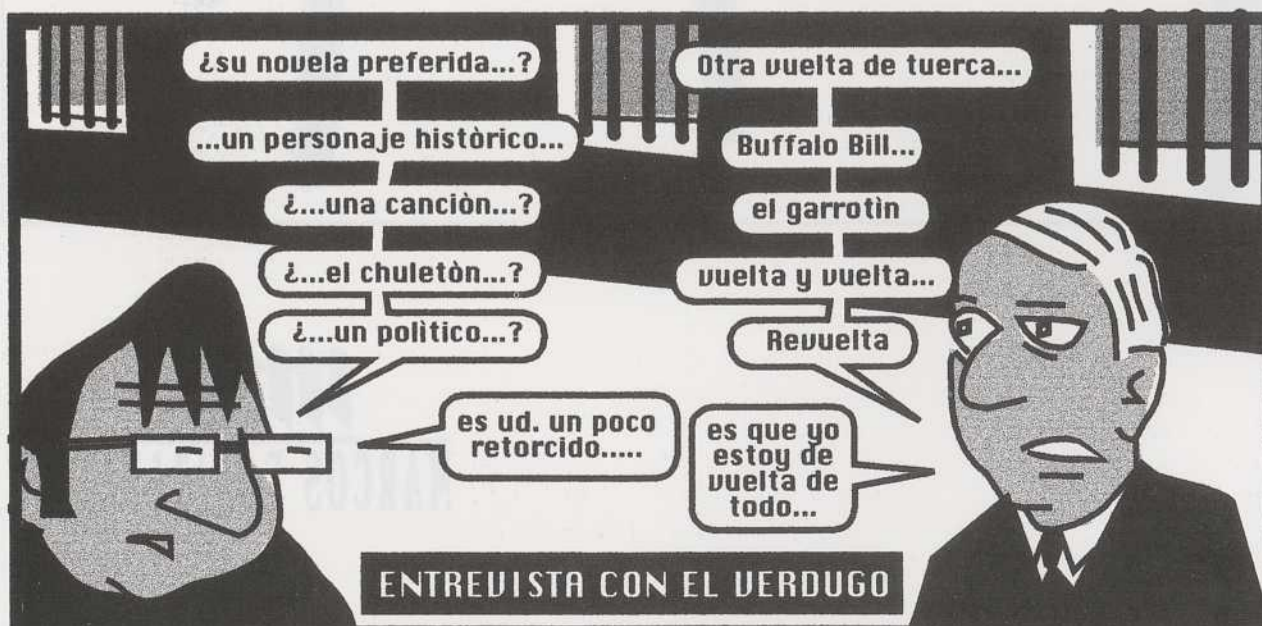 ¿su novela preferida...?
Otra vuelta de tuerca...
...un personaje històrico...
Buffalo Bill...
¿...una canciòn...?
el garrotìn
¿...el chuletòn...?
vuelta y vuelta...
¿...un polìtico...?
Revuelta
es ud. un poco
retorcido.....
es que yo
estoy de
vuelta de
todo...
ENTREVISTA CON EL VERDUGO